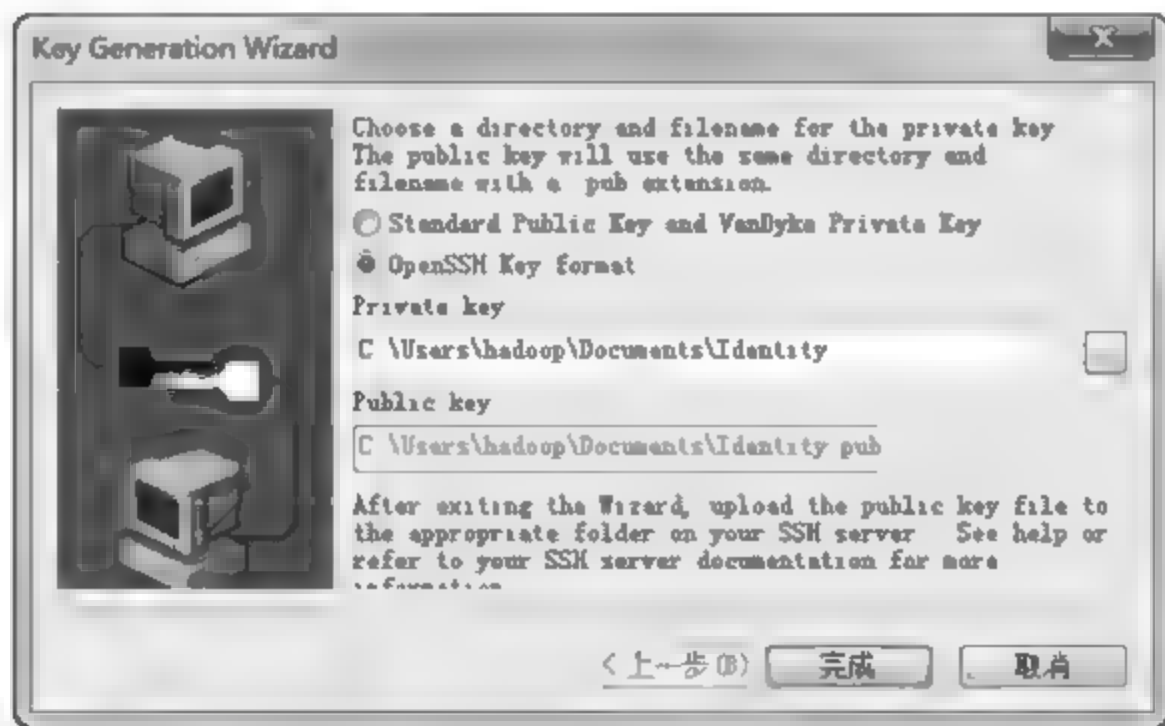 Key Generation Wizard
Choose a directory and filename for the private key
The public key will use the same directory and
filename with a pub extension.
Standard Public Key and VanDyke Private Key
OpenSSH Key format
Private key
C \Users\hadoop\Documents\Identity
Public key
C \Users\hadoop\Documents\Identity pub
After exiting the Wizard, upload the public key file to
the appropriate folder on your SSH server See help or
refer to your SSH server documentation for more
information
< 上一步(B)
完成
取消